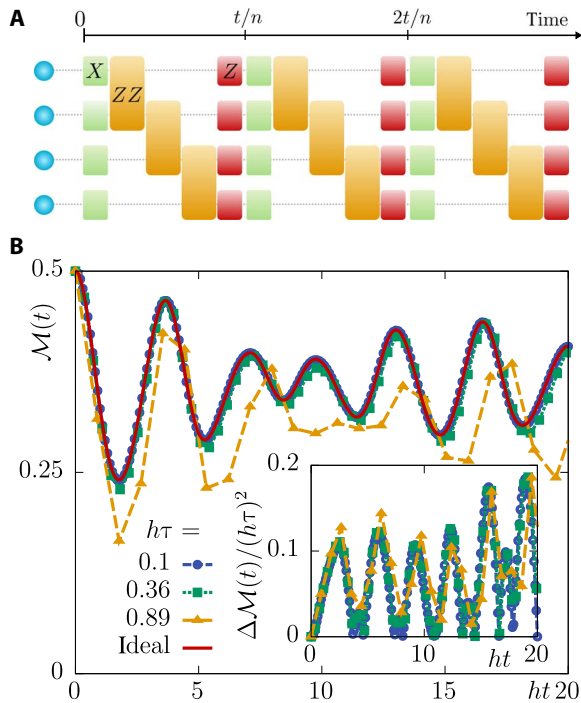 A
0 t/n 2t/n Time
X
Z
ZZ
B
0.5
0.25
0
M(t)
hτ =
0.1
0.36
0.89
Ideal
0.2
0.1
0
ΔM(t)/(hτ)²
0 10 ht 20
0 5 10 15 ht 20